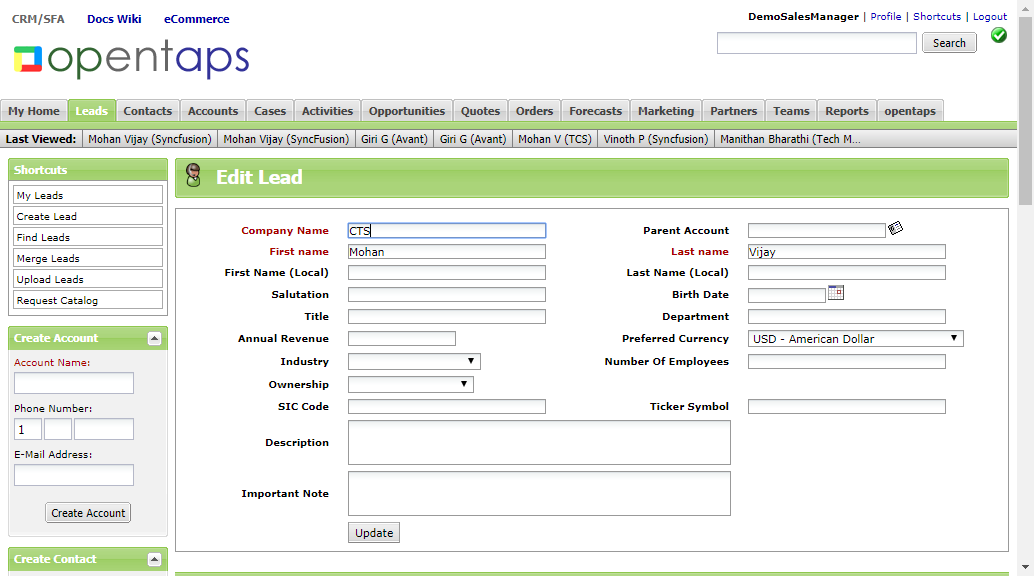 CRM/SFA Docs Wiki eCommerce
DemoSalesManager | Profile | Shortcuts | Logout
opentaps
Search
My Home Leads Contacts Accounts Cases Activities Opportunities Quotes Orders Forecasts Marketing Partners Teams Reports opentaps
Last Viewed: Mohan Vijay (Syncfusion) Mohan Vijay (SyncFusion) Giri G (Avant) Giri G (Avant) Mohan V (TCS) Vinoth P (Syncfusion) Manithan Bharathi (Tech M...
Shortcuts
My Leads
Create Lead
Find Leads
Merge Leads
Upload Leads
Request Catalog
Create Account
Account Name:
Phone Number:
1
E-Mail Address:
Create Account
Create Contact
Edit Lead
Company Name CTS Parent Account
First name Mohan Last name Vijay
First Name (Local) Last Name (Local)
Salutation Birth Date
Title Department
Annual Revenue Preferred Currency USD - American Dollar
Industry Number Of Employees
Ownership
SIC Code Ticker Symbol
Description
Important Note
Update